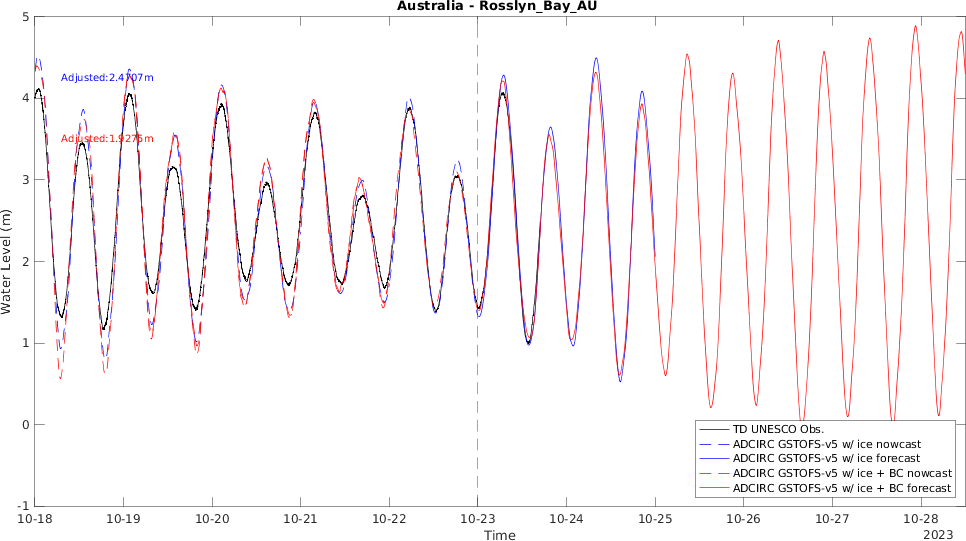 Australia - Rosslyn_Bay_AU
5
4
3
2
1
0
-1
Water Level (m)
Adjusted:2.4707m
Adjusted:1.9275m
TD UNESCO Obs.
ADCIRC GSTOFS-v5 w/ ice nowcast
ADCIRC GSTOFS-v5 w/ ice forecast
ADCIRC GSTOFS-v5 w/ ice + BC nowcast
ADCIRC GSTOFS-v5 w/ ice + BC forecast
10-18 10-19 10-20 10-21 10-22 10-23 10-24 10-25 10-26 10-27 10-28
Time
2023